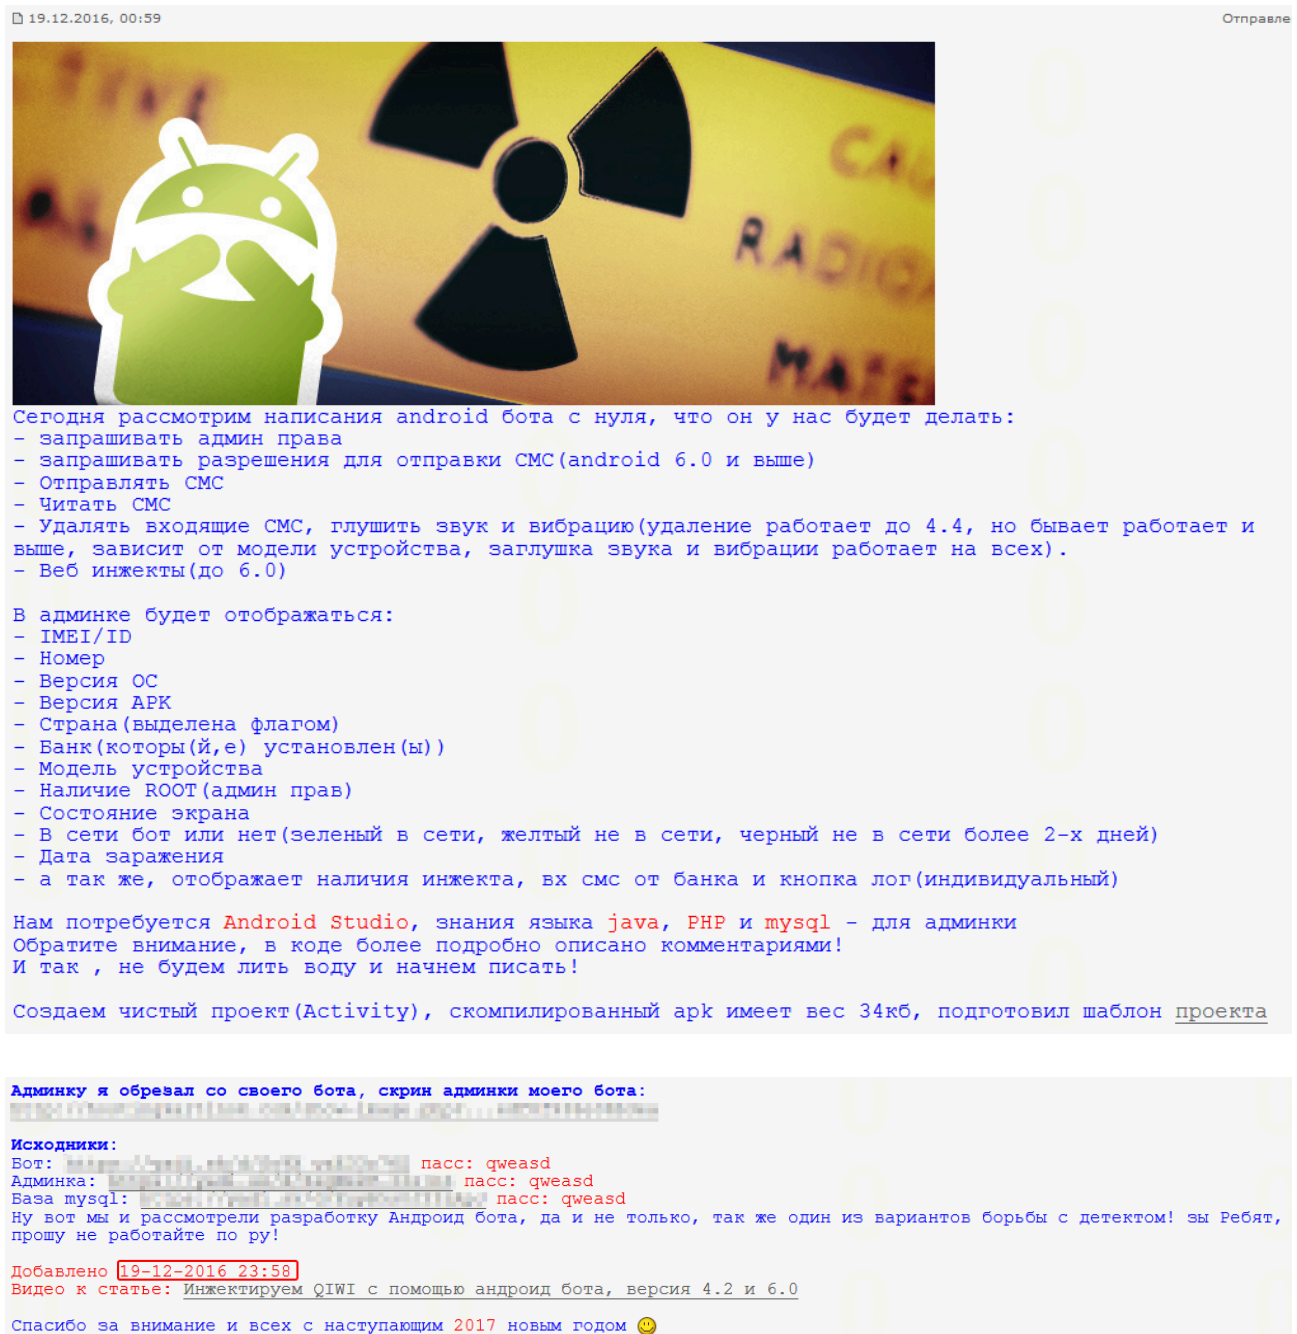 19.12.2016, 00:59
Отправле
CAU
RADIOA
MATE
Сегодня рассмотрим написания android бота с нуля, что он у нас будет делать:
- запрашивать админ права
- запрашивать разрешения для отправки СМС(android 6.0 и выше)
- Отправлять СМС
- Читать СМС
- Удалять входящие СМС, глушить звук и вибрацию(удаление работает до 4.4, но бывает работает и
выше, зависит от модели устройства, заглушка звука и вибрации работает на всех).
- Веб инжекты(до 6.0)
В админке будет отображаться:
- IMEI/ID
- Номер
- Версия ОС
- Версия APK
- Страна(выделена флагом)
- Банк(которы(й,е) установлен(ы))
- Модель устройства
- Наличие ROOT(админ прав)
- Состояние экрана
- В сети бот или нет(зеленый в сети, желтый не в сети, черный не в сети более 2-х дней)
- Дата заражения
- а так же, отображает наличия инжекта, вх смс от банка и кнопка лог(индивидуальный)
Нам потребуется Android Studio, знания языка java, PHP и mysql - для админки
Обратите внимание, в коде более подробно описано комментариями!
И так , не будем лить воду и начнем писать!
Создаем чистый проект(Activity), скомпилированный apk имеет вес 34кб, подготовил шаблон проекта
Админку я обрезал со своего бота, скрин админки моего бота:
Исходники:
Бот: пасс: qweasd
Админка: пасс: qweasd
База mysql: пасс: qweasd
Ну вот мы и рассмотрели разработку Андроид бота, да и не только, так же один из вариантов борьбы с детектом! зы Ребят,
прошу не работайте по ру!
Добавлено 19-12-2016 23:58
Видео к статье: Инжектируем QIWI с помощью андроид бота, версия 4.2 и 6.0
Спасибо за внимание и всех с наступающим 2017 новым годом